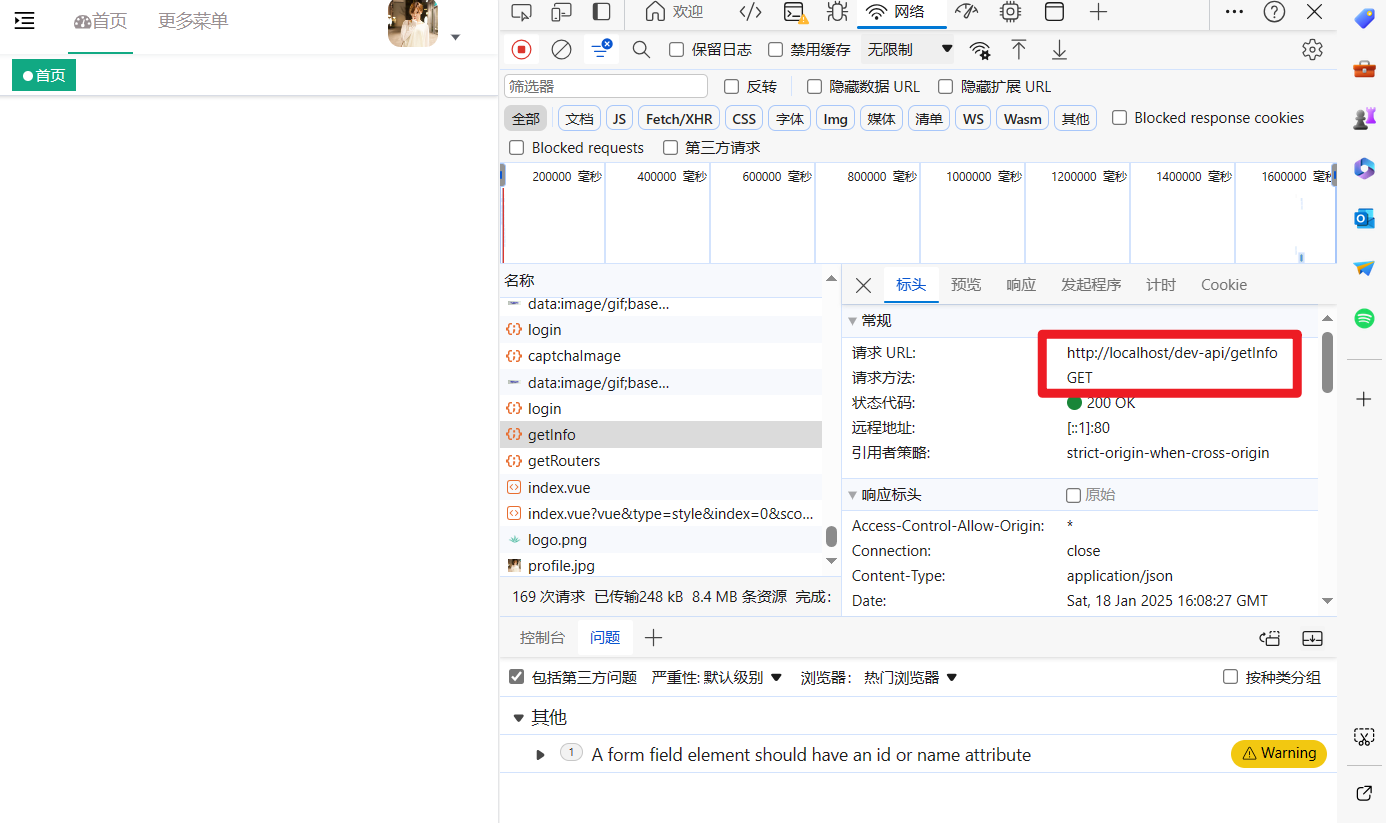 首页
更多菜单
首页
欢迎
网络
保留日志
禁用缓存
无限制
筛选器
反转
隐藏数据 URL
隐藏扩展 URL
全部
文档
JS
Fetch/XHR
CSS
字体
Img
媒体
清单
WS
Wasm
其他
Blocked response cookies
Blocked requests
第三方请求
200000 毫秒
400000 毫秒
600000 毫秒
800000 毫秒
1000000 毫秒
1200000 毫秒
1400000 毫秒
1600000 毫秒
名称
data:image/gif;base...
login
captchaImage
data:image/gif;base...
login
getInfo
getRouters
index.vue
index.vue?vue&type=style&index=0&sco...
logo.png
profile.jpg
169 次请求 已传输248 kB 8.4 MB 条资源 完成:
标头
预览
响应
发起程序
计时
Cookie
常规
请求 URL:
http://localhost/dev-api/getInfo
请求方法:
GET
状态代码:
200 OK
远程地址:
[::1]:80
引用者策略:
strict-origin-when-cross-origin
响应标头
原始
Access-Control-Allow-Origin:
*
Connection:
close
Content-Type:
application/json
Date:
Sat, 18 Jan 2025 16:08:27 GMT
控制台
问题
包括第三方问题
严重性: 默认级别
浏览器: 热门浏览器
按种类分组
其他
1
A form field element should have an id or name attribute
Warning